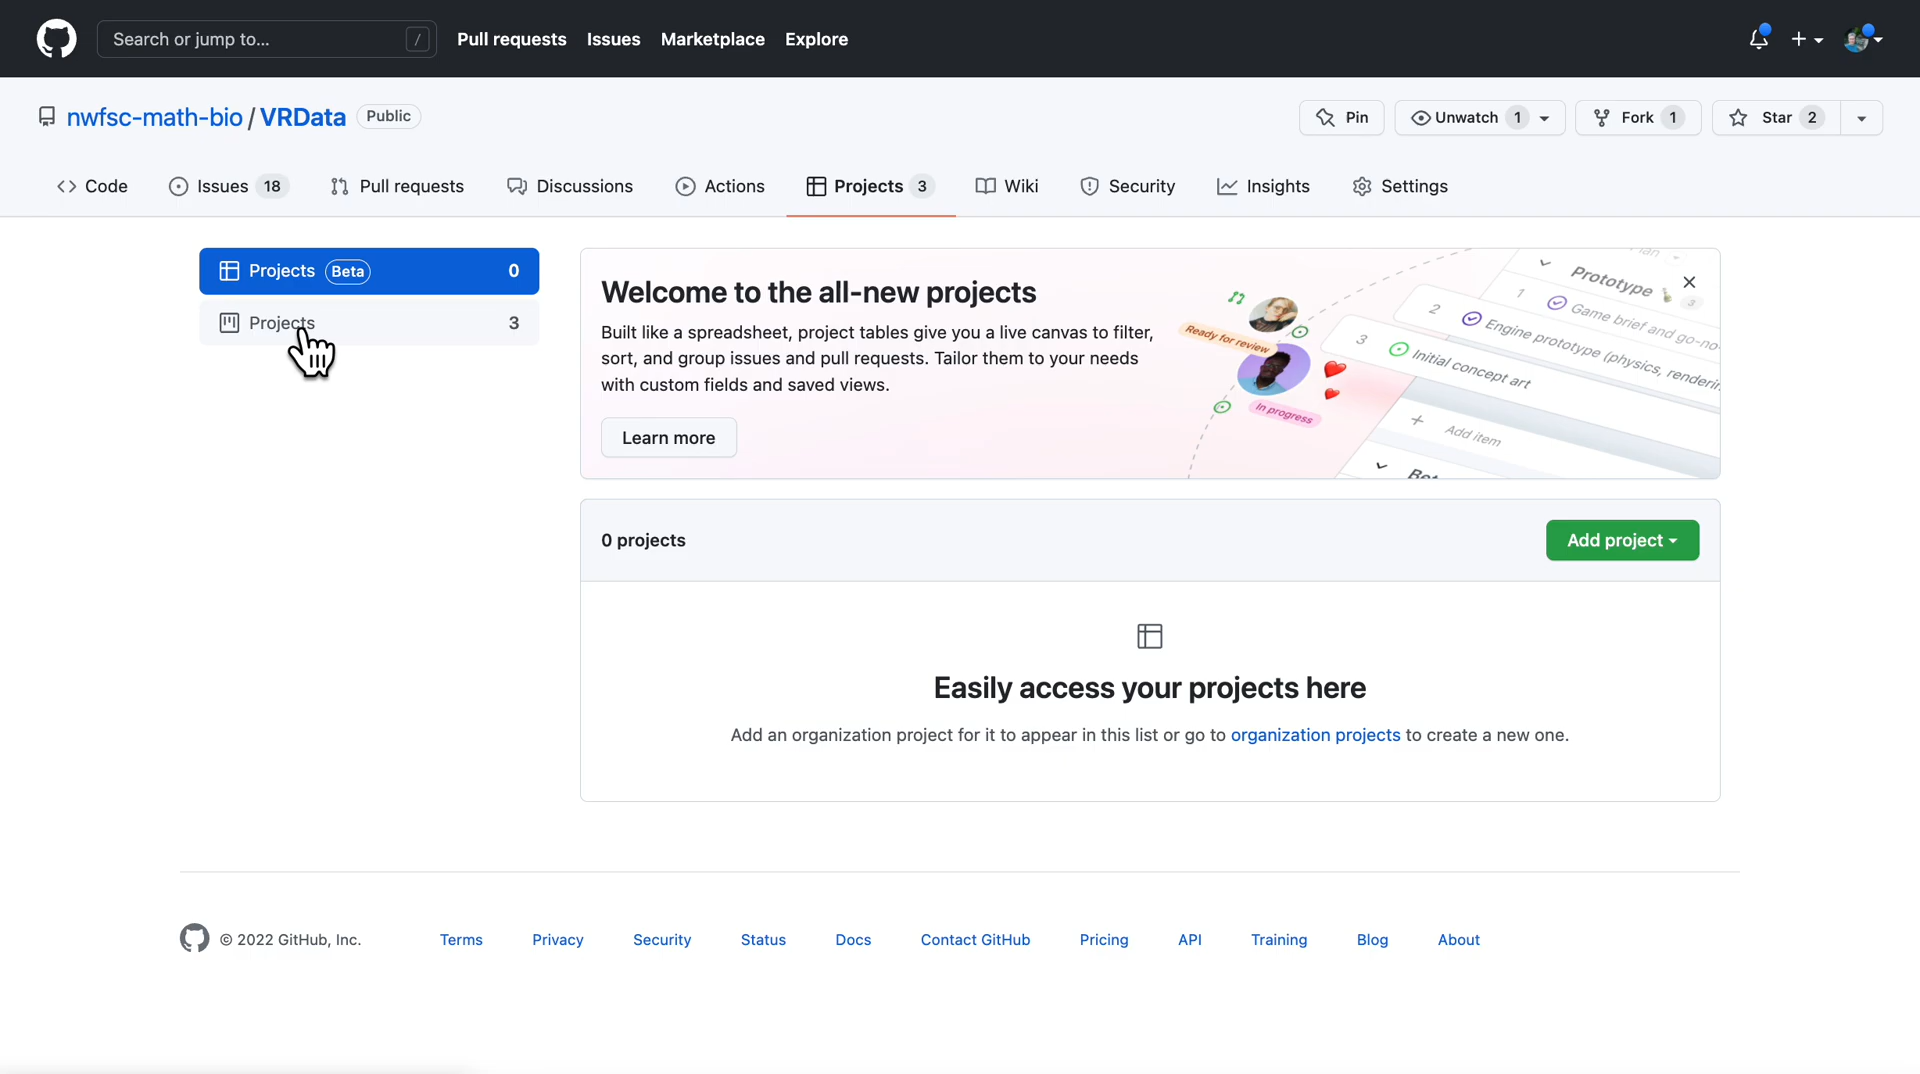 Search or jump to... /
Pull requests Issues Marketplace Explore
nwfsc-math-bio / VRData Public
Pin Unwatch 1 Fork 1 Star 2
Code Issues 18 Pull requests Discussions Actions Projects 3 Wiki Security Insights Settings
Projects Beta 0
Projects 3
Welcome to the all-new projects
Built like a spreadsheet, project tables give you a live canvas to filter,
sort, and group issues and pull requests. Tailor them to your needs
with custom fields and saved views.
Learn more
Ready for review
In progress
Prototype 3
1 Game brief and go-no-
2 Engine prototype (physics, renderin
3 Initial concept art
+ Add item
0 projects
Add project
Easily access your projects here
Add an organization project for it to appear in this list or go to organization projects to create a new one.
© 2022 GitHub, Inc. Terms Privacy Security Status Docs Contact GitHub Pricing API Training Blog About